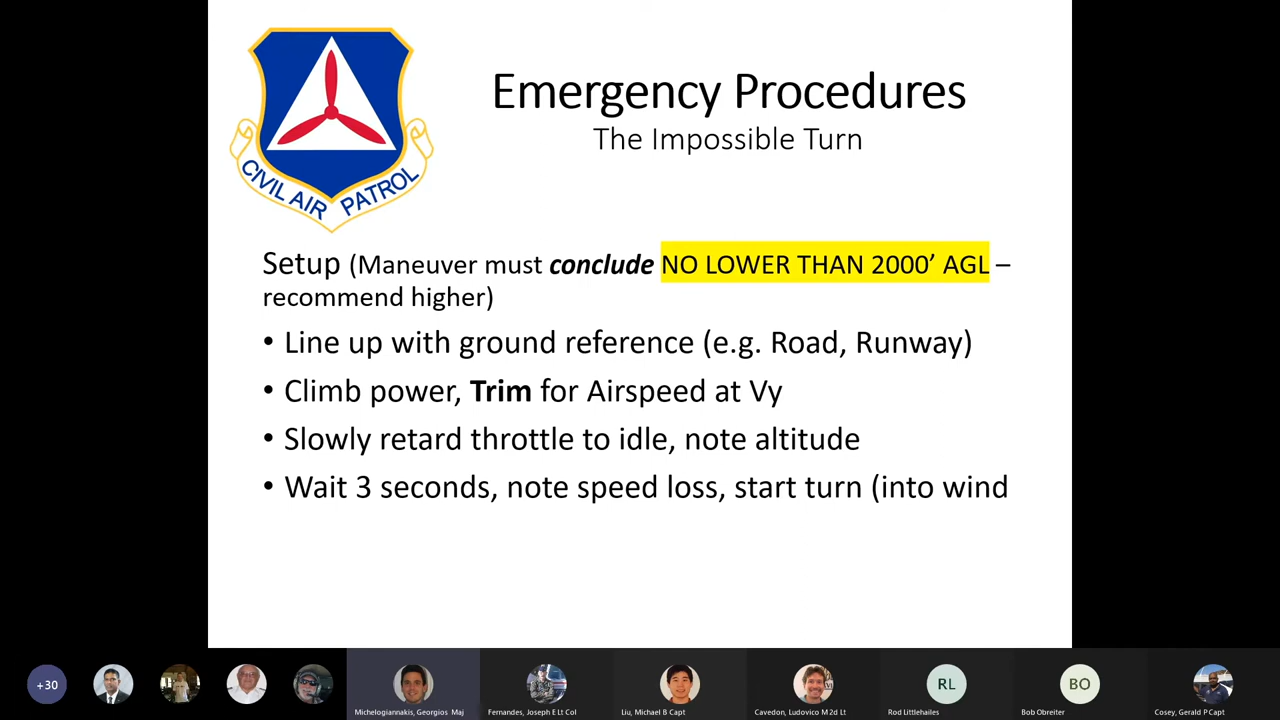 CIVIL AIR PATROL
Emergency Procedures
The Impossible Turn
Setup (Maneuver must conclude NO LOWER THAN 2000’ AGL –
recommend higher)
• Line up with ground reference (e.g. Road, Runway)
• Climb power, Trim for Airspeed at Vy
• Slowly retard throttle to idle, note altitude
• Wait 3 seconds, note speed loss, start turn (into wind
+30
RL
BO
Michelogiannakis, Georgios Maj
Fernandes, Joseph E Lt Col
Liu, Michael B Capt
Cavedon, Ludovico M 2d Lt
Rod Littlehailes
Bob Obreiter
Cosey, Gerald P Capt